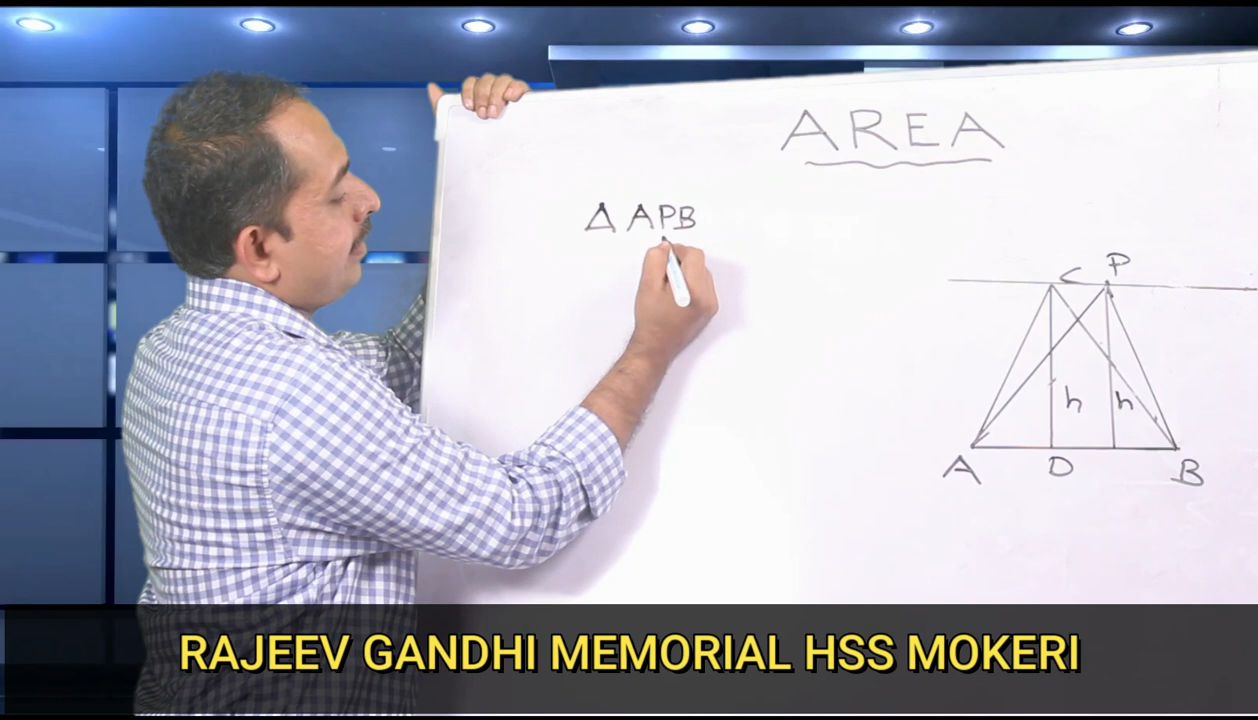 AREA
Δ APB
C P
h h
A D B
RAJEEV GANDHI MEMORIAL HSS MOKERI